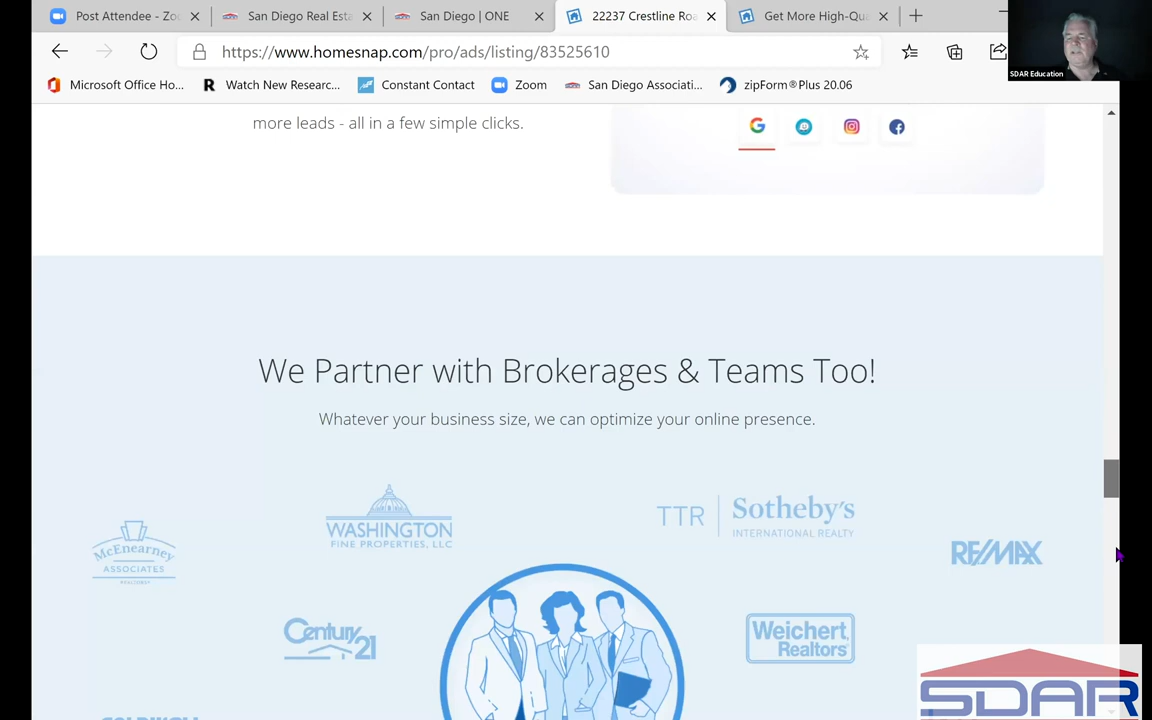 Post Attendee - Zo
San Diego Real Esta
San Diego | ONE
22237 Crestline Roa
Get More High-Qua
https://www.homesnap.com/pro/ads/listing/83525610
SDAR Education
Microsoft Office Ho...
Watch New Researc...
Constant Contact
Zoom
San Diego Associati...
zipForm®Plus 20.06
more leads - all in a few simple clicks.
We Partner with Brokerages & Teams Too!
Whatever your business size, we can optimize your online presence.
McEnearney
ASSOCIATES
REALTORS®
WASHINGTON
FINE PROPERTIES, LLC
TTR | Sotheby's
INTERNATIONAL REALTY
RE/MAX
Century 21
Weichert,
Realtors®
SDAR